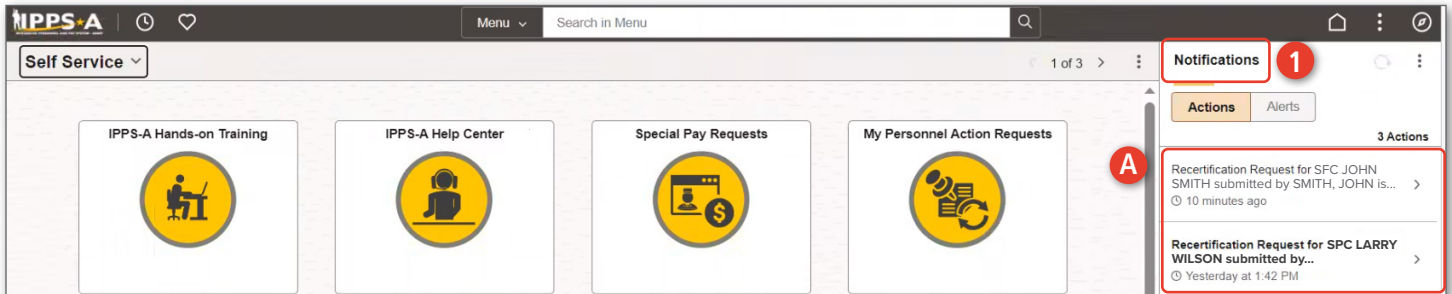 IPPS-A
Menu
Search in Menu
Self Service
1 of 3
Notifications
1
Actions
Alerts
3 Actions
IPPS-A Hands-on Training
IPPS-A Help Center
Special Pay Requests
My Personnel Action Requests
A
Recertification Request for SFC JOHN
SMITH submitted by SMITH, JOHN is...
10 minutes ago
Recertification Request for SPC LARRY
WILSON submitted by...
Yesterday at 1:42 PM